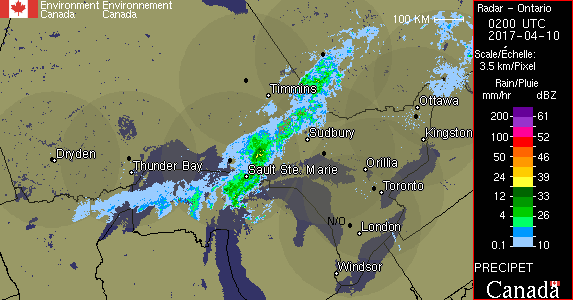 Environment Environnement
Canada Canada
100 KM
Radar - Ontario
0200 UTC
2017-04-10
Scale/Échelle:
3.5 km/Pixel
Rain/Pluie
mm/hr dBZ
200 61
100 52
50 46
24 39
12 33
4 26
0.1 10
PRECIPET
Canada
Timmins
Ottawa
Sudbury
Kingston
Dryden
Thunder Bay
Sault Ste. Marie
Orillia
Toronto
N/O
London
Windsor